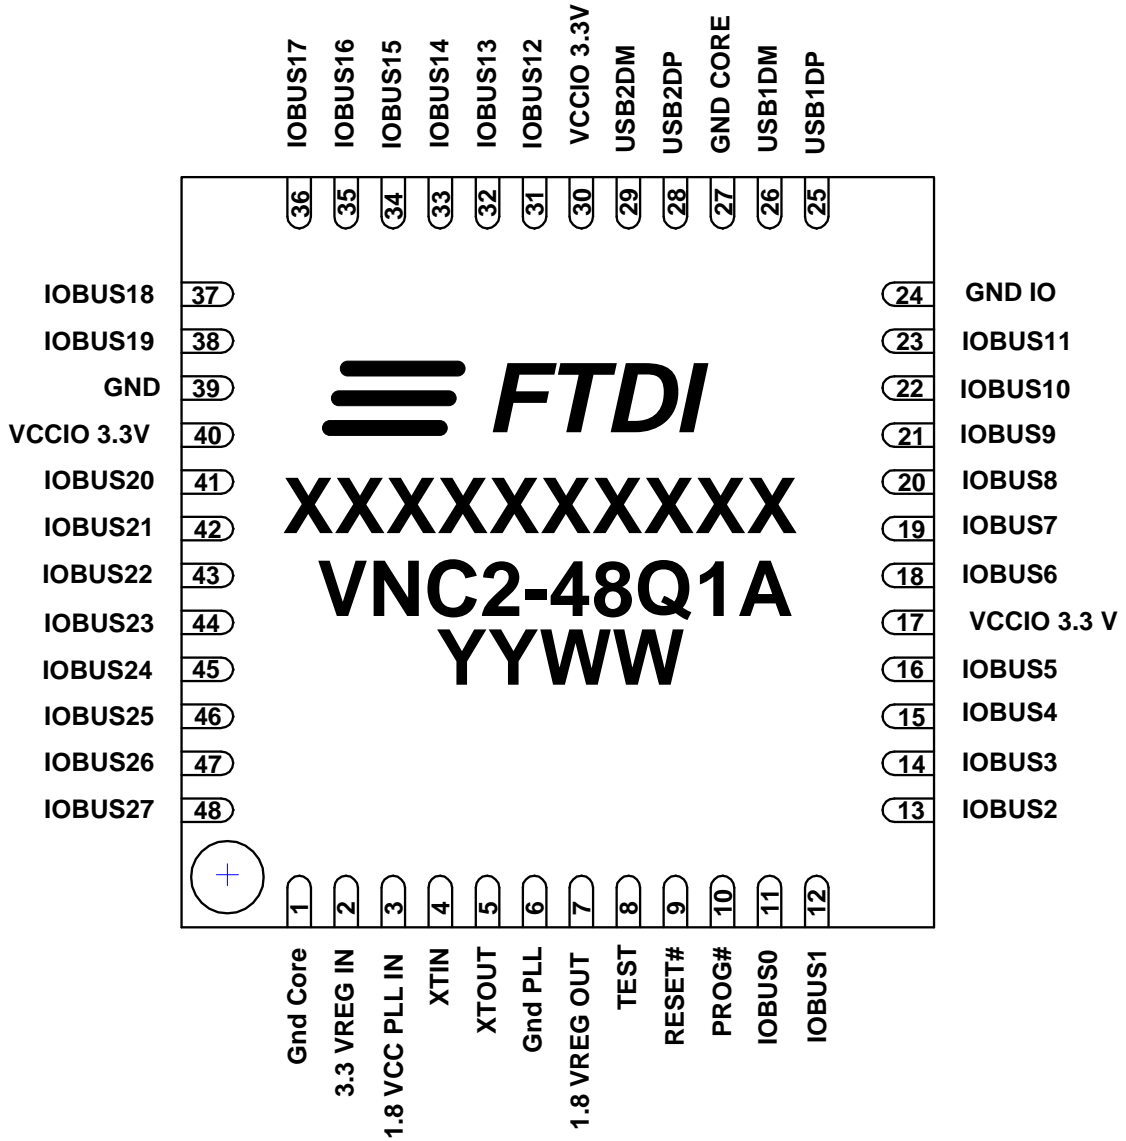 IOBUS17
IOBUS16
IOBUS15
IOBUS14
IOBUS13
IOBUS12
VCCIO 3.3V
USB2DM
USB2DP
GND CORE
USB1DM
USB1DP
36
35
34
33
32
31
30
29
28
27
26
25
IOBUS18 37
IOBUS19 38
GND 39
VCCIO 3.3V 40
IOBUS20 41
IOBUS21 42
IOBUS22 43
IOBUS23 44
IOBUS24 45
IOBUS25 46
IOBUS26 47
IOBUS27 48
FTDI
XXXXXXXXXX
VNC2-48Q1A
YYWW
24 GND IO
23 IOBUS11
22 IOBUS10
21 IOBUS9
20 IOBUS8
19 IOBUS7
18 IOBUS6
17 VCCIO 3.3 V
16 IOBUS5
15 IOBUS4
14 IOBUS3
13 IOBUS2
1
2
3
4
5
6
7
8
9
10
11
12
Gnd Core
3.3 VREG IN
1.8 VCC PLL IN
XTIN
XTOUT
Gnd PLL
1.8 VREG OUT
TEST
RESET#
PROG#
IOBUS0
IOBUS1